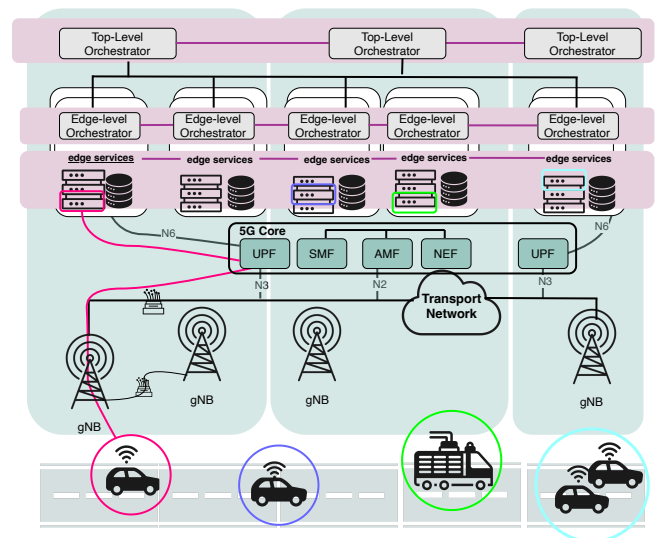 Top-Level
Orchestrator
Top-Level
Orchestrator
Top-Level
Orchestrator
Edge-level
Orchestrator
Edge-level
Orchestrator
Edge-level
Orchestrator
Edge-level
Orchestrator
Edge-level
Orchestrator
edge services
edge services
edge services
edge services
edge services
N6
5G Core
N6
UPF
SMF
AMF
NEF
UPF
N3
N2
N3
Transport
Network
gNB
gNB
gNB
gNB